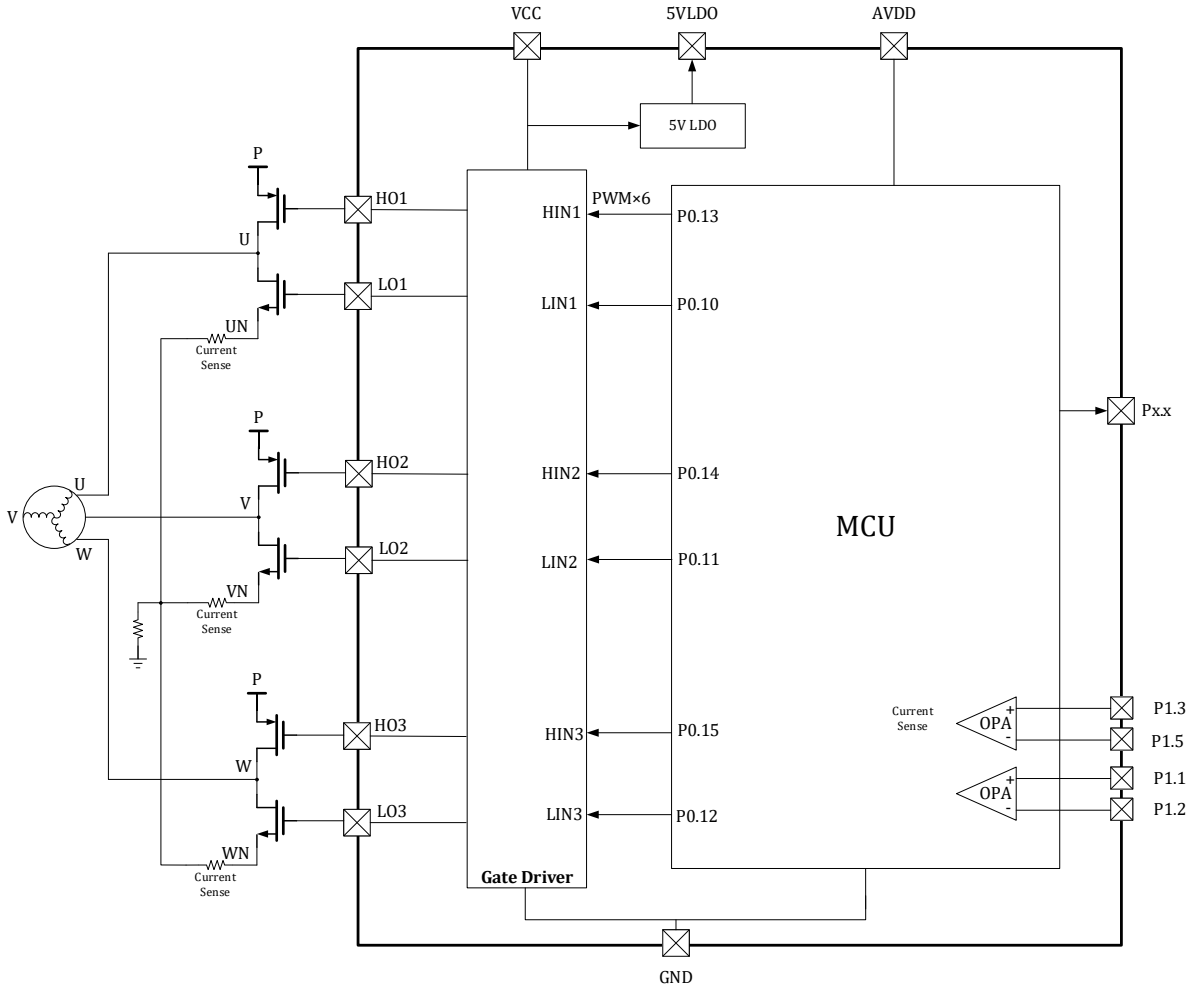 VCC
5VLDO
AVDD
5V LDO
P
HO1
HIN1
PWM×6
P0.13
U
LO1
LIN1
P0.10
UN
Current
Sense
P
Px.x
HO2
HIN2
P0.14
U
V
V
MCU
W
LO2
LIN2
P0.11
VN
Current
Sense
P
Current
Sense
OPA
+
-
P1.3
P1.5
HO3
HIN3
P0.15
W
OPA
+
-
P1.1
P1.2
LO3
LIN3
P0.12
WN
Current
Sense
Gate Driver
GND